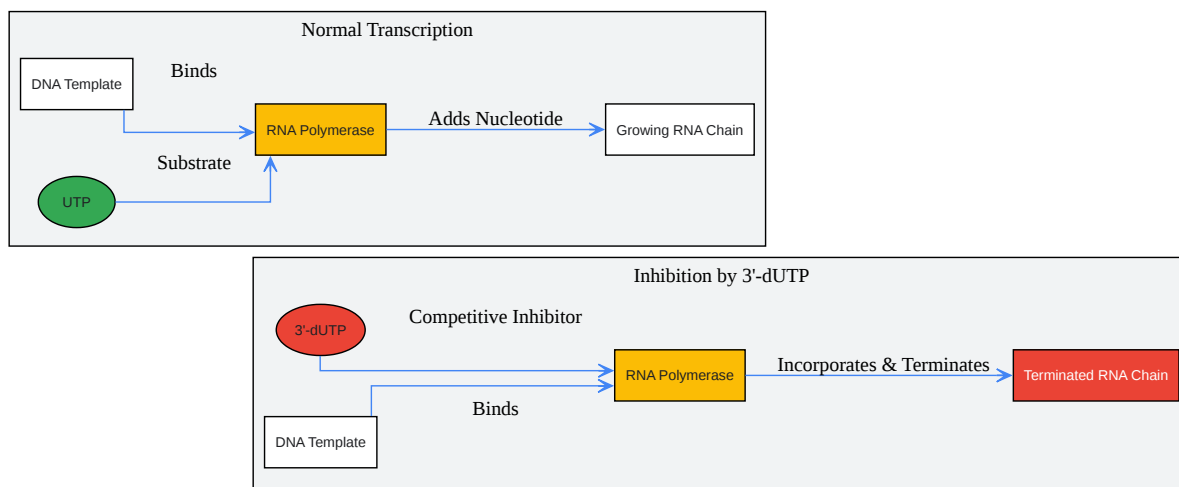 Normal Transcription
DNA Template
Binds
RNA Polymerase
Adds Nucleotide
Growing RNA Chain
Substrate
UTP
Inhibition by 3'-dUTP
3'-dUTP
Competitive Inhibitor
RNA Polymerase
Incorporates & Terminates
Terminated RNA Chain
Binds
DNA Template